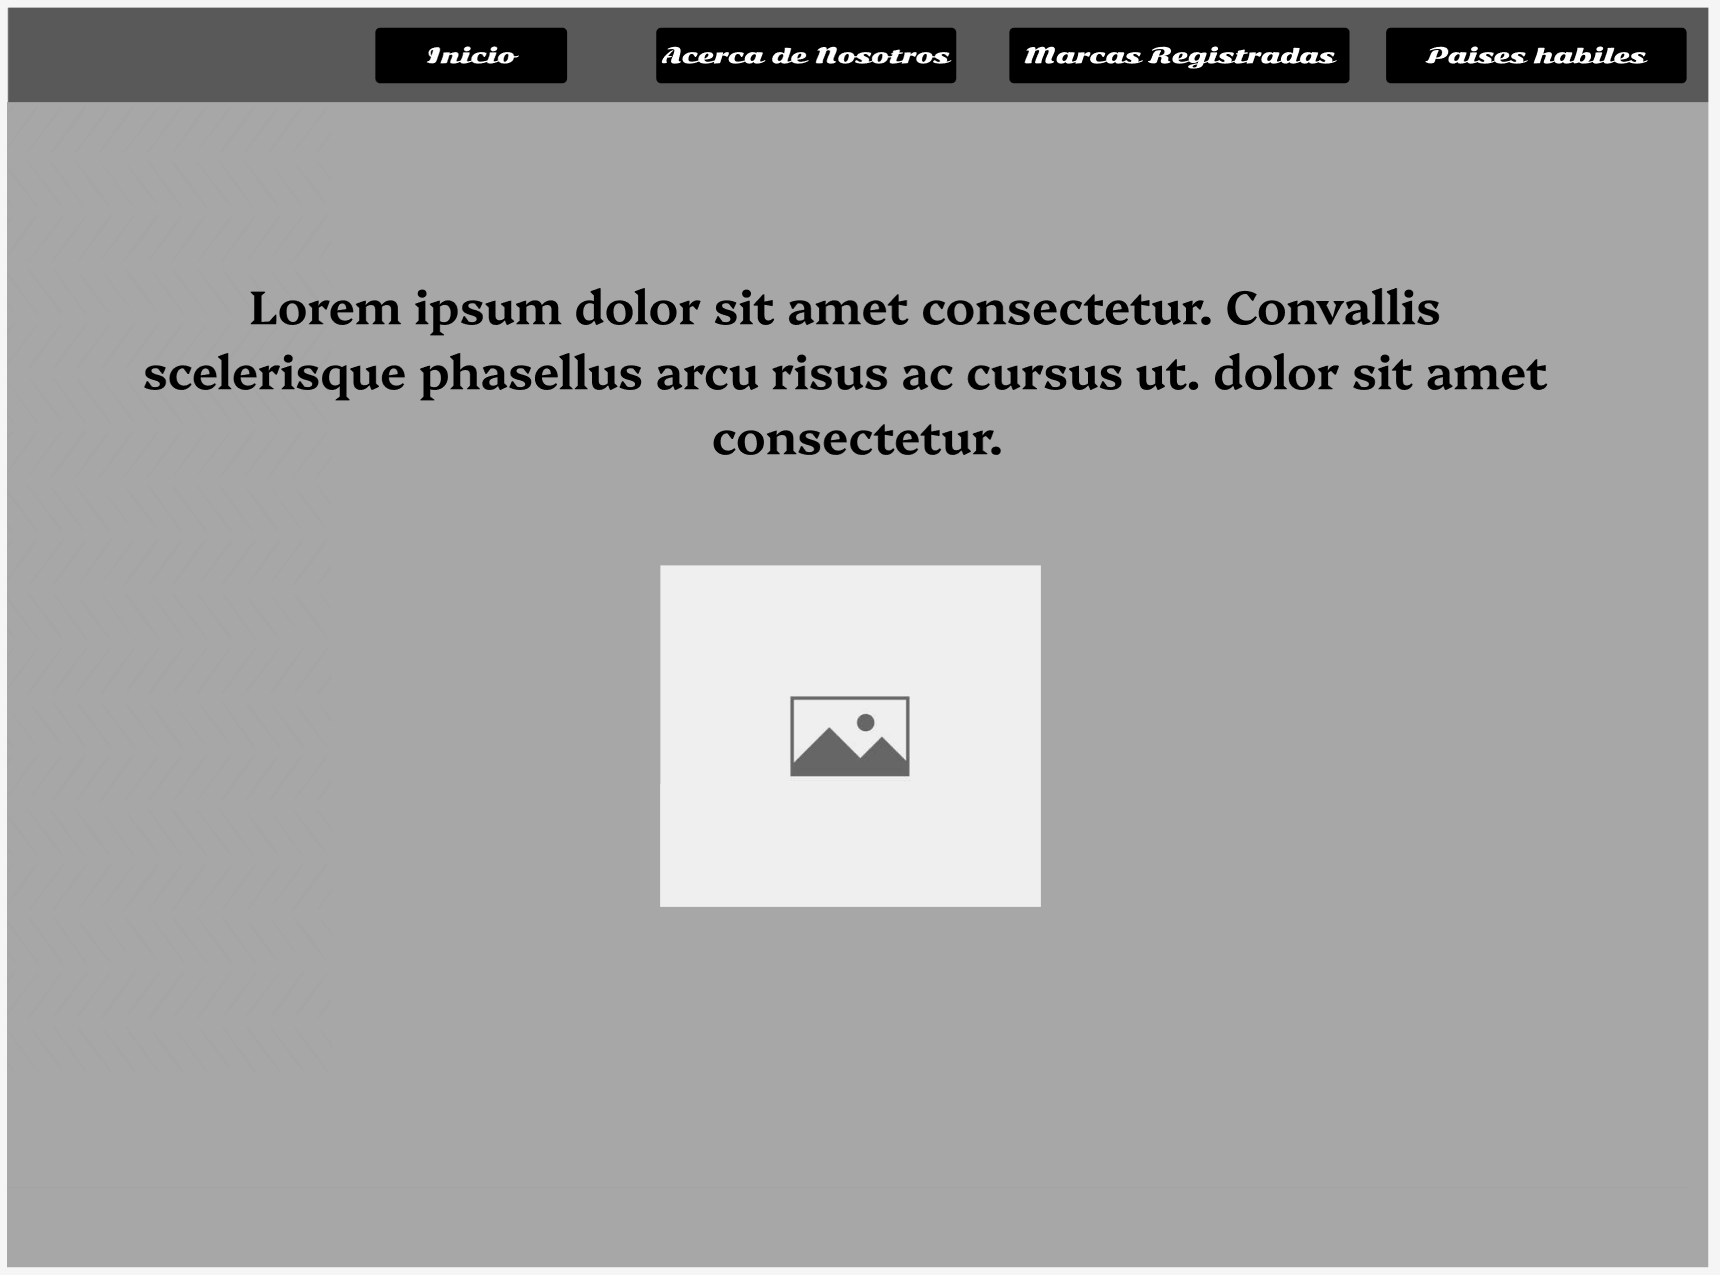 Inicio
Acerca de Nosotros
Marcas Registradas
Paises habiles
Lorem ipsum dolor sit amet consectetur. Convallis
scelerisque phasellus arcu risus ac cursus ut. dolor sit amet
consectetur.